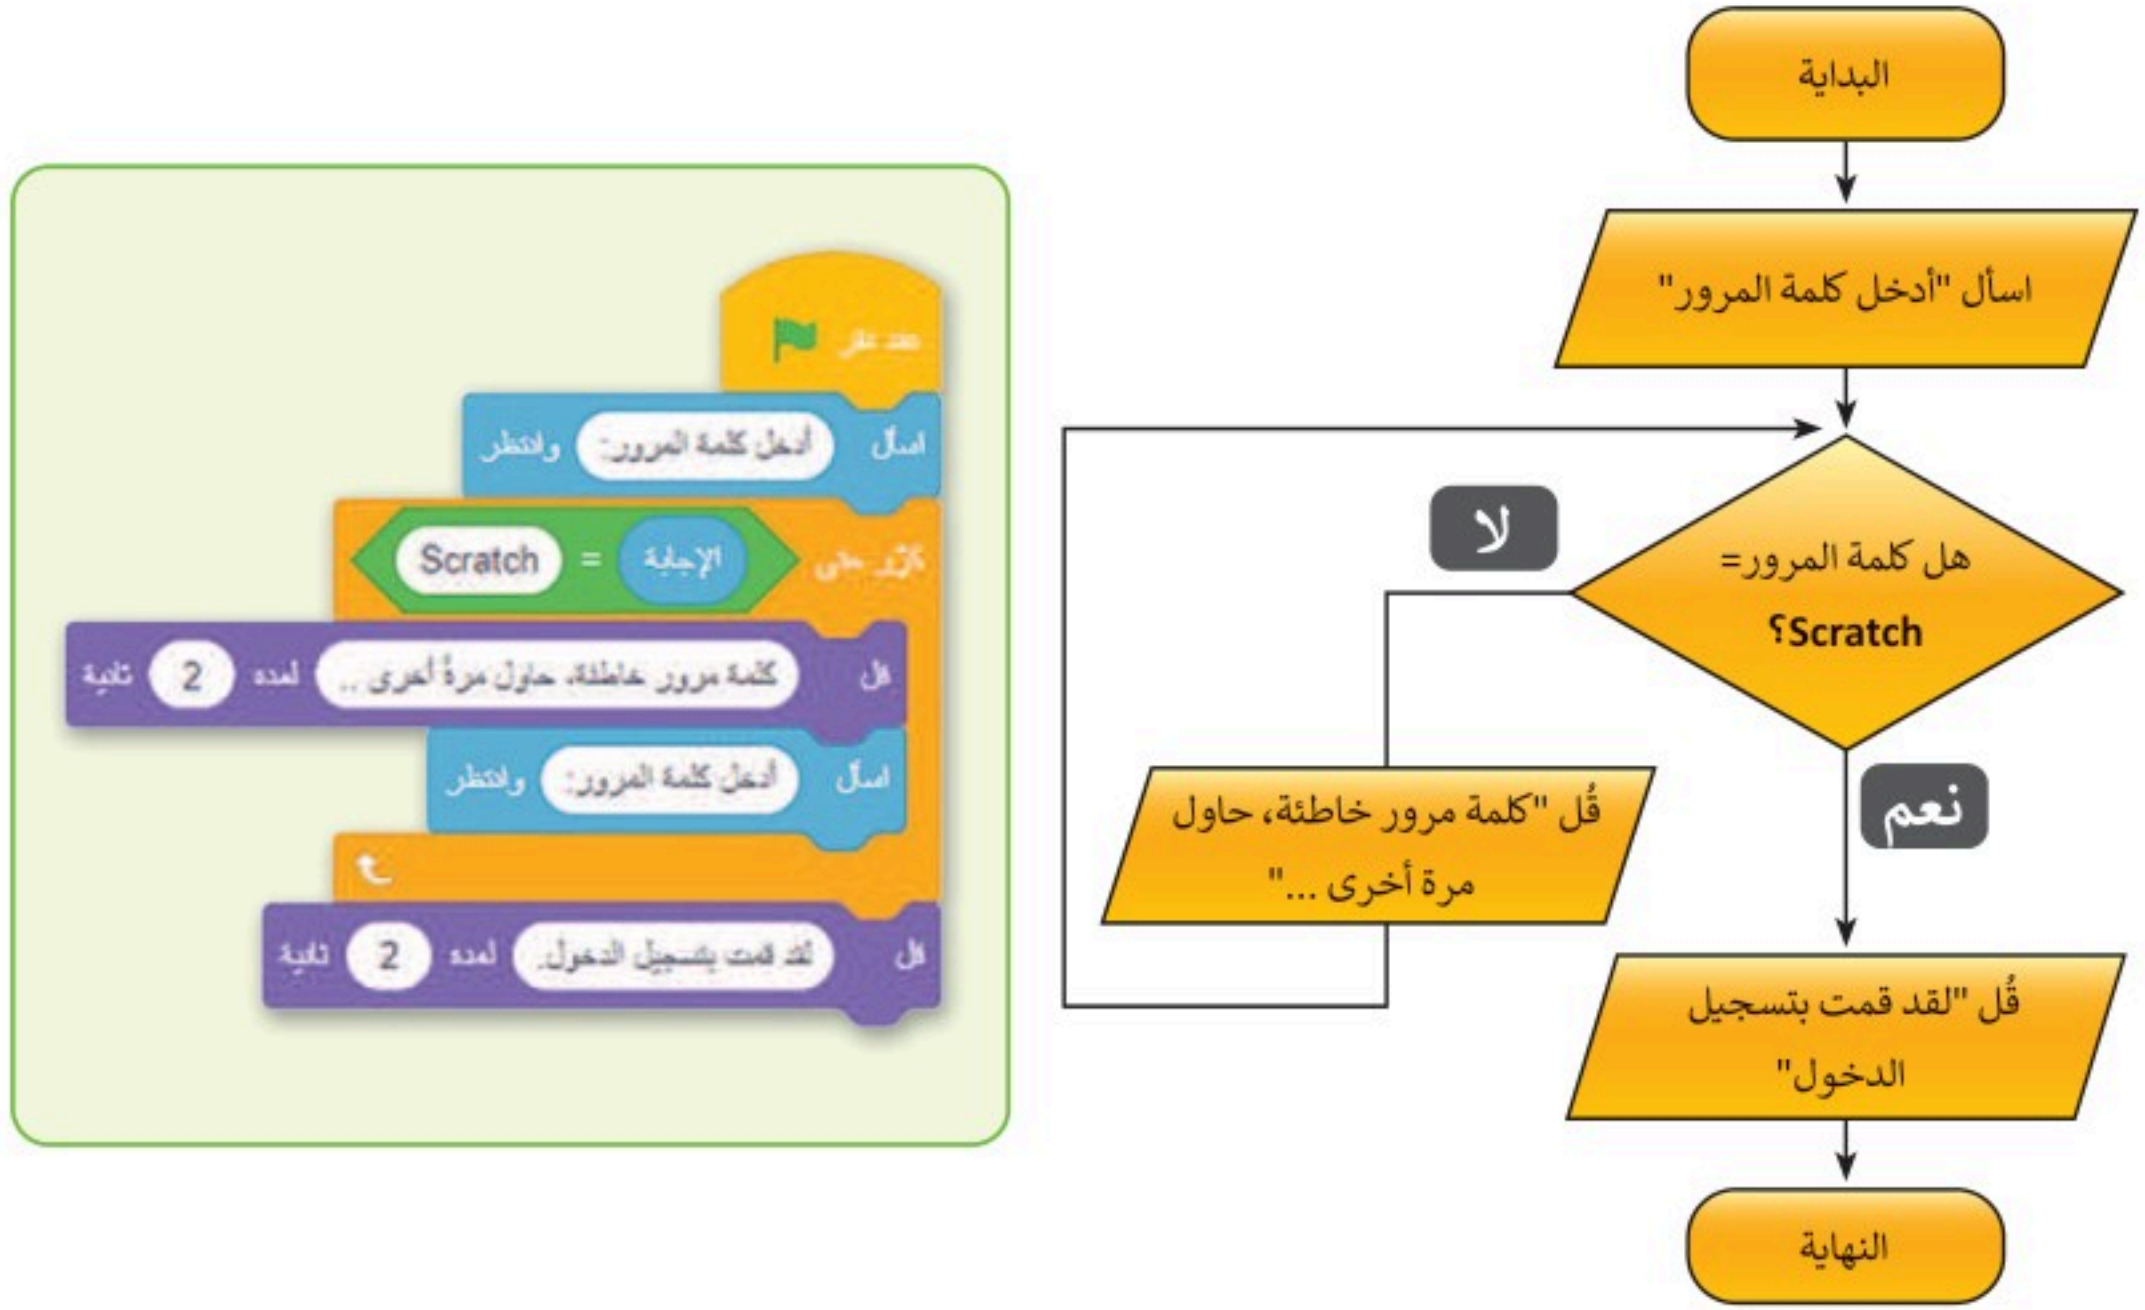 البداية
اسأل "أدخل كلمة المرور"
هل كلمة المرور=
Scratch؟
لا
نعم
قُل "كلمة مرور خاطئة، حاول
مرة أخرى ..."
قُل "لقد قمت بتسجيل
الدخول"
النهاية
عند نقر
اسأل أدخل كلمة المرور: وانتظر
كرّر حتى الإجابة = Scratch
قل كلمة مرور خاطئة، حاول مرة أخرى .. لمدة 2 ثانية
اسأل أدخل كلمة المرور: وانتظر
قل لقد قمت بتسجيل الدخول. لمدة 2 ثانية